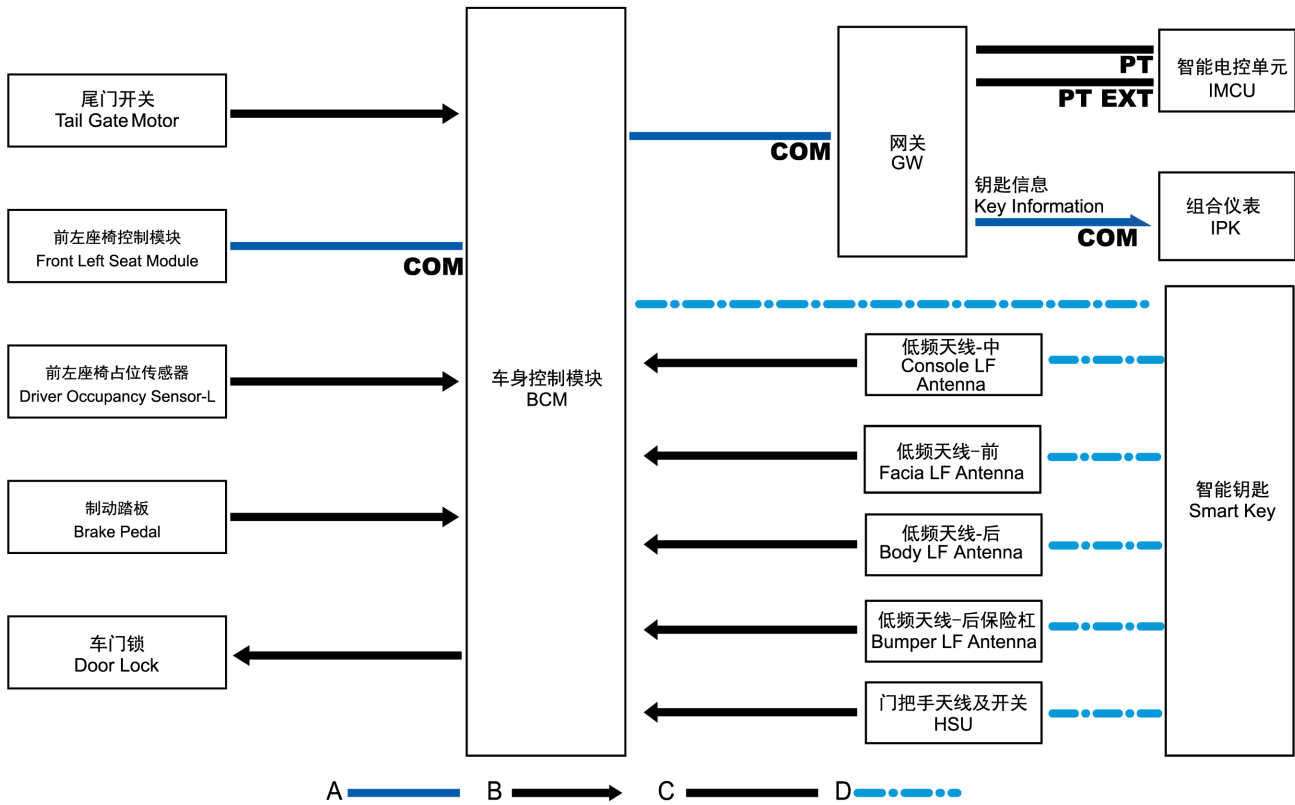 尾门开关
Tail Gate Motor
前左座椅控制模块
Front Left Seat Module
COM
前左座椅占位传感器
Driver Occupancy Sensor-L
制动踏板
Brake Pedal
车门锁
Door Lock
车身控制模块
BCM
COM
网关
GW
PT
PT EXT
智能电控单元
IMCU
钥匙信息
Key Information
COM
组合仪表
IPK
低频天线-中
Console LF
Antenna
低频天线-前
Facia LF Antenna
低频天线-后
Body LF Antenna
低频天线-后保险杠
Bumper LF Antenna
门把手天线及开关
HSU
智能钥匙
Smart Key
A B C D